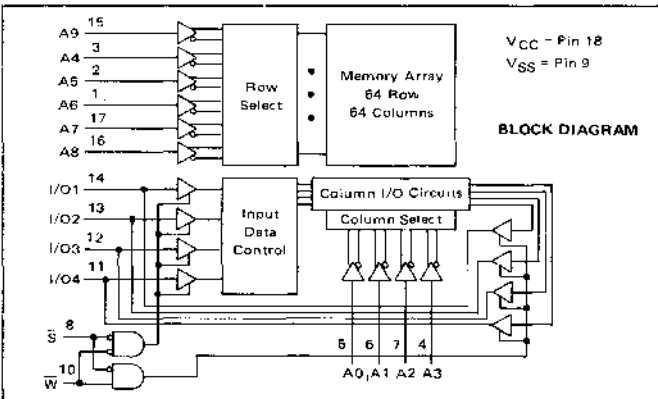 A9 15
A4 3
A5 2
A6 1
A7 17
A8 16
Row
Select
Memory Array
64 Row
64 Columns
VCC = Pin 18
VSS = Pin 9
BLOCK DIAGRAM
I/O1 14
I/O2 13
I/O3 12
I/O4 11
Input
Data
Control
Column I/O Circuits
Column Select
S 8
W 10
5 6 7 4
A0 A1 A2 A3